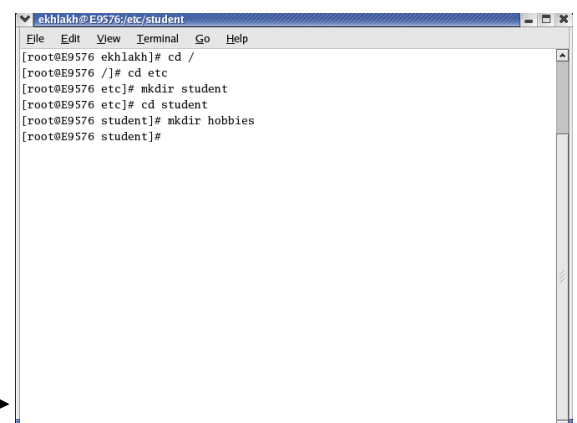 ekhlakh@E9576:/etc/student
File Edit View Terminal Go Help
[root@E9576 ekhlakh]# cd /
[root@E9576 /]# cd etc
[root@E9576 etc]# mkdir student
[root@E9576 etc]# cd student
[root@E9576 student]# mkdir hobbies
[root@E9576 student]#